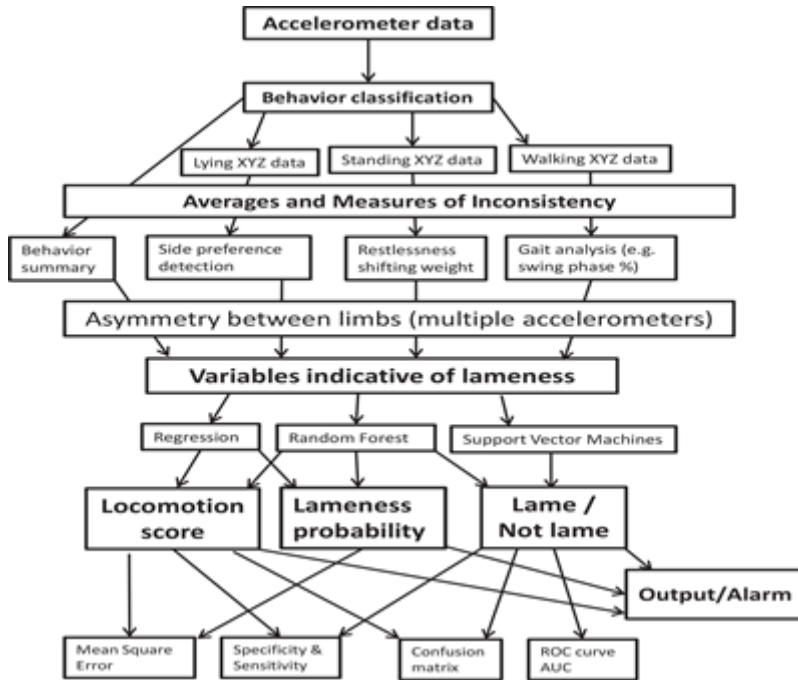 Accelerometer data
Behavior classification
Lying XYZ data
Standing XYZ data
Walking XYZ data
Averages and Measures of Inconsistency
Behavior
summary
Side preference
detection
Restlessness
shifting weight
Gait analysis (e.g.
swing phase %)
Asymmetry between limbs (multiple accelerometers)
Variables indicative of lameness
Regression
Random Forest
Support Vector Machines
Locomotion
score
Lameness
probability
Lame /
Not lame
Output/Alarm
Mean Square
Error
Specificity &
Sensitivity
Confusion
matrix
ROC curve
AUC